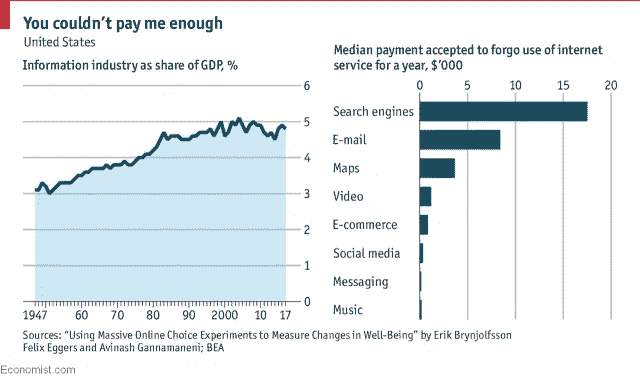 You couldn't pay me enough
United States
Information industry as share of GDP, %
6
5
4
3
2
1
0
1947 60 70 80 90 2000 10 17
Median payment accepted to forgo use of internet
service for a year, $'000
0 5 10 15 20
Search engines
E-mail
Maps
Video
E-commerce
Social media
Messaging
Music
Sources: "Using Massive Online Choice Experiments to Measure Changes in Well-Being" by Erik Brynjolfsson
Felix Eggers and Avinash Gannamaneni; BEA
Economist.com